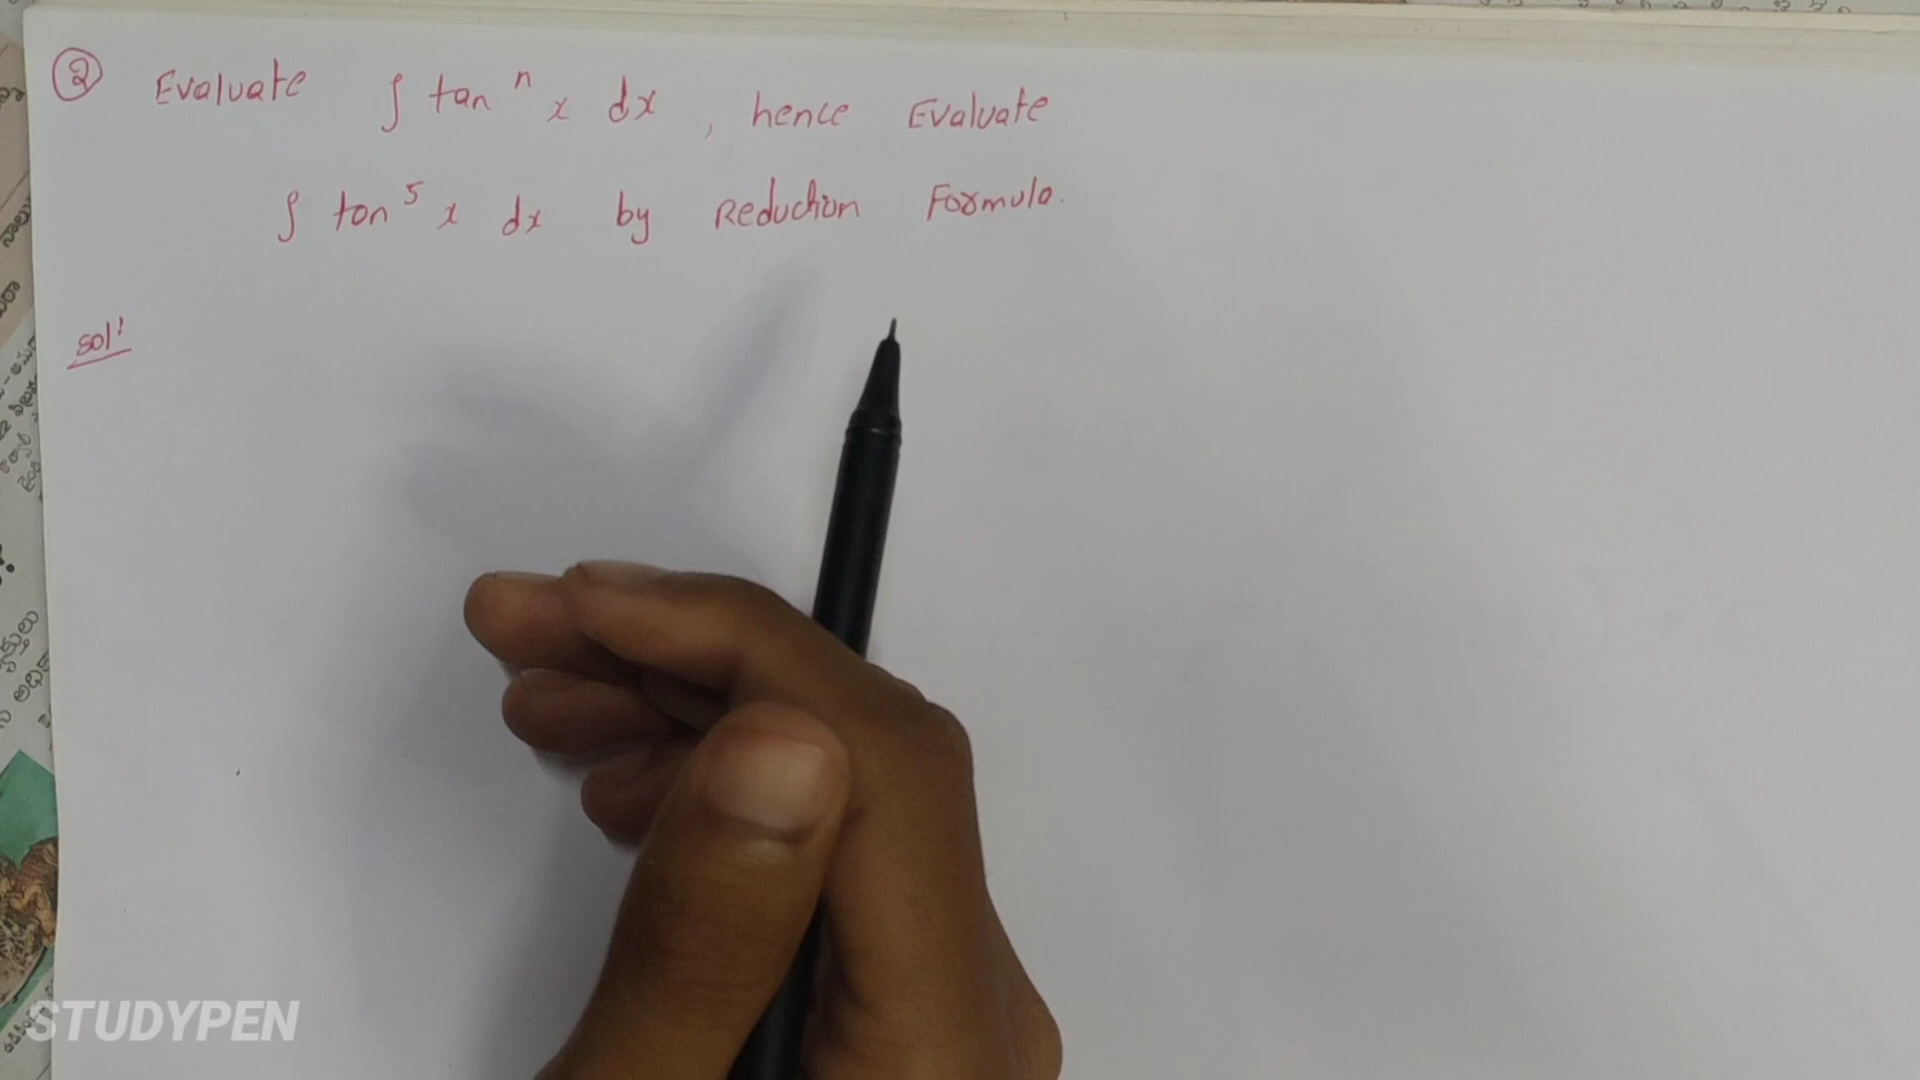 ② Evaluate ∫ tan ⁿ x dx , hence Evaluate
∫ tan ⁵ x dx by Reduction Formula.
sol!
STUDYPEN